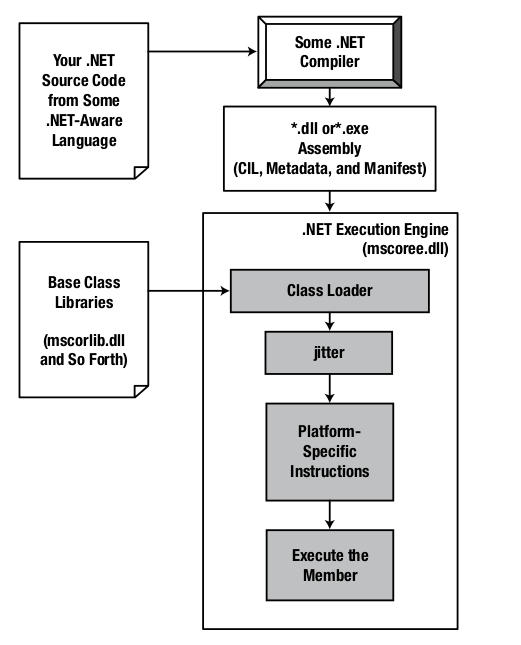 Your .NET
Source Code
from Some
.NET-Aware
Language
Some .NET
Compiler
*.dll or*.exe
Assembly
(CIL, Metadata, and Manifest)
.NET Execution Engine
(mscoree.dll)
Base Class
Libraries
(mscorlib.dll
and So Forth)
Class Loader
jitter
Platform-
Specific
Instructions
Execute the
Member